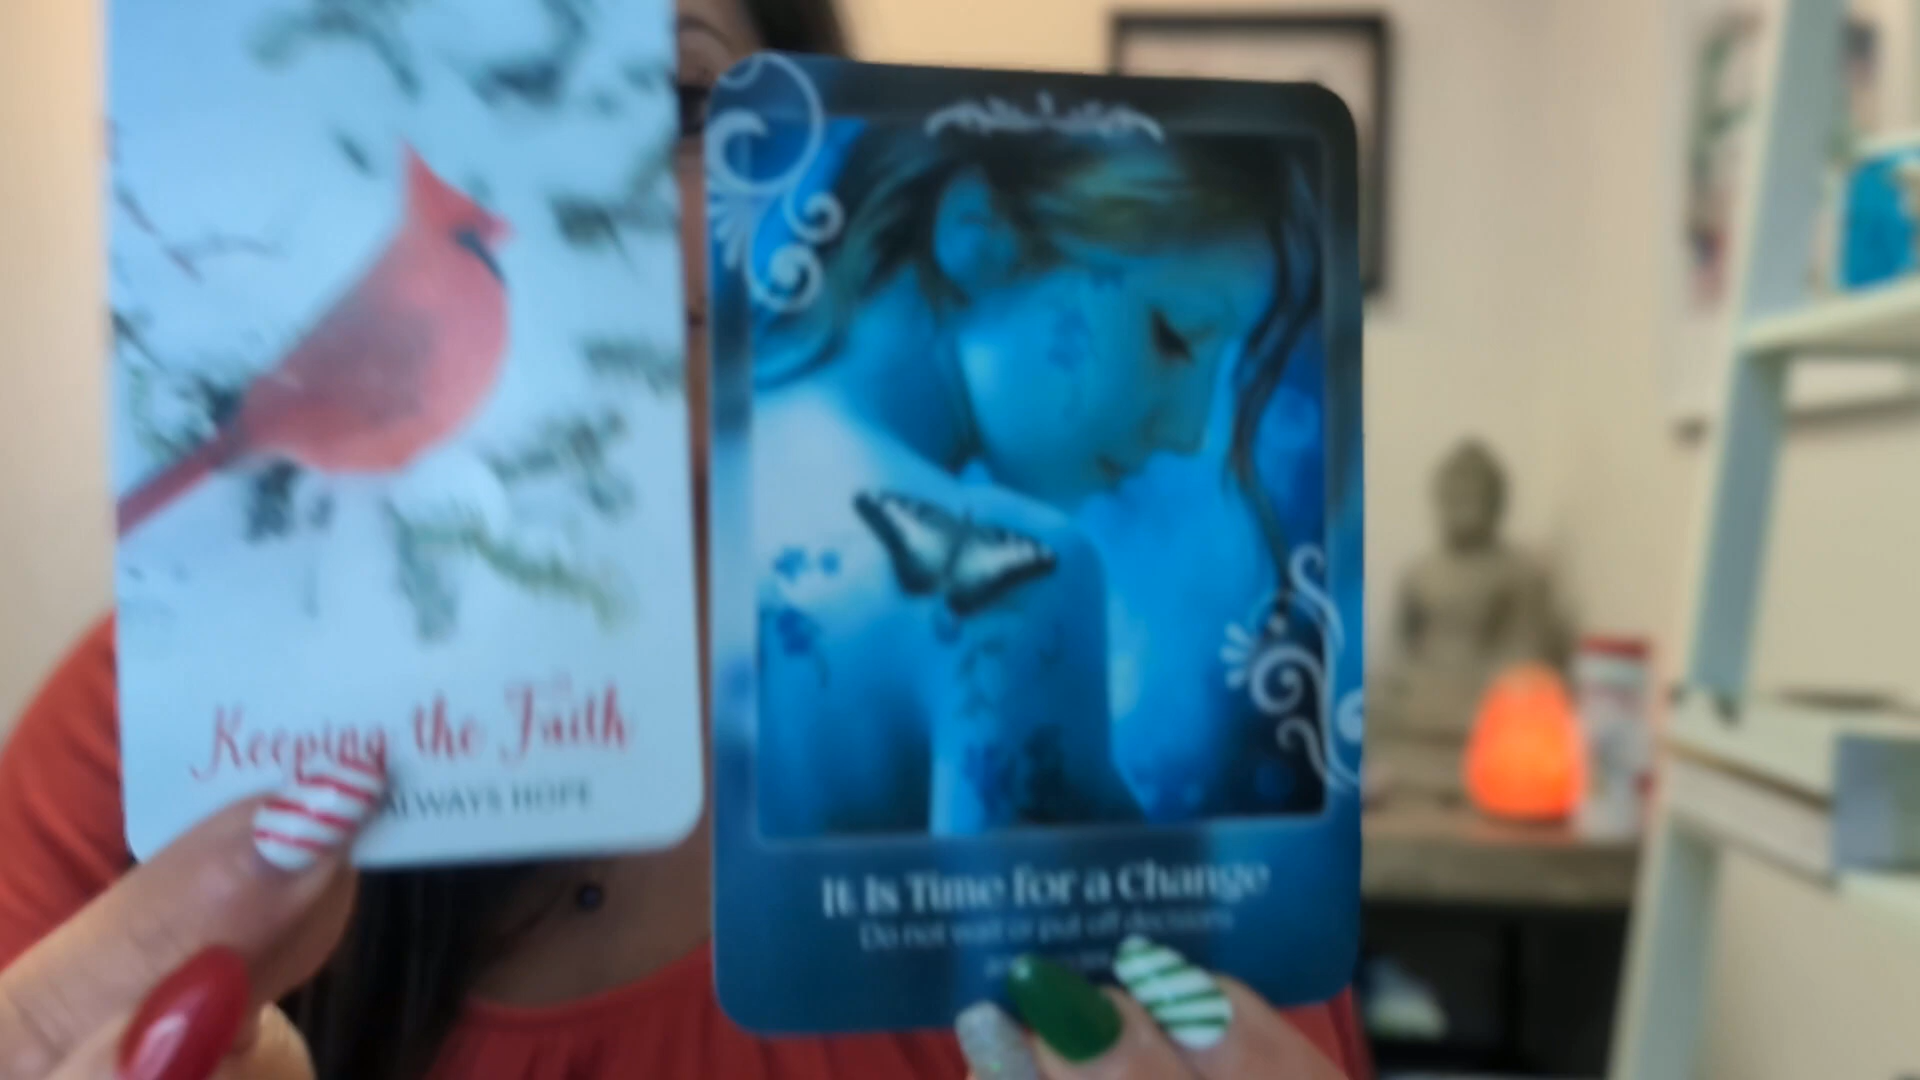 Keeping the Faith
ALWAYS HOPE
It Is Time for a Change
Do not wait or put off decisions